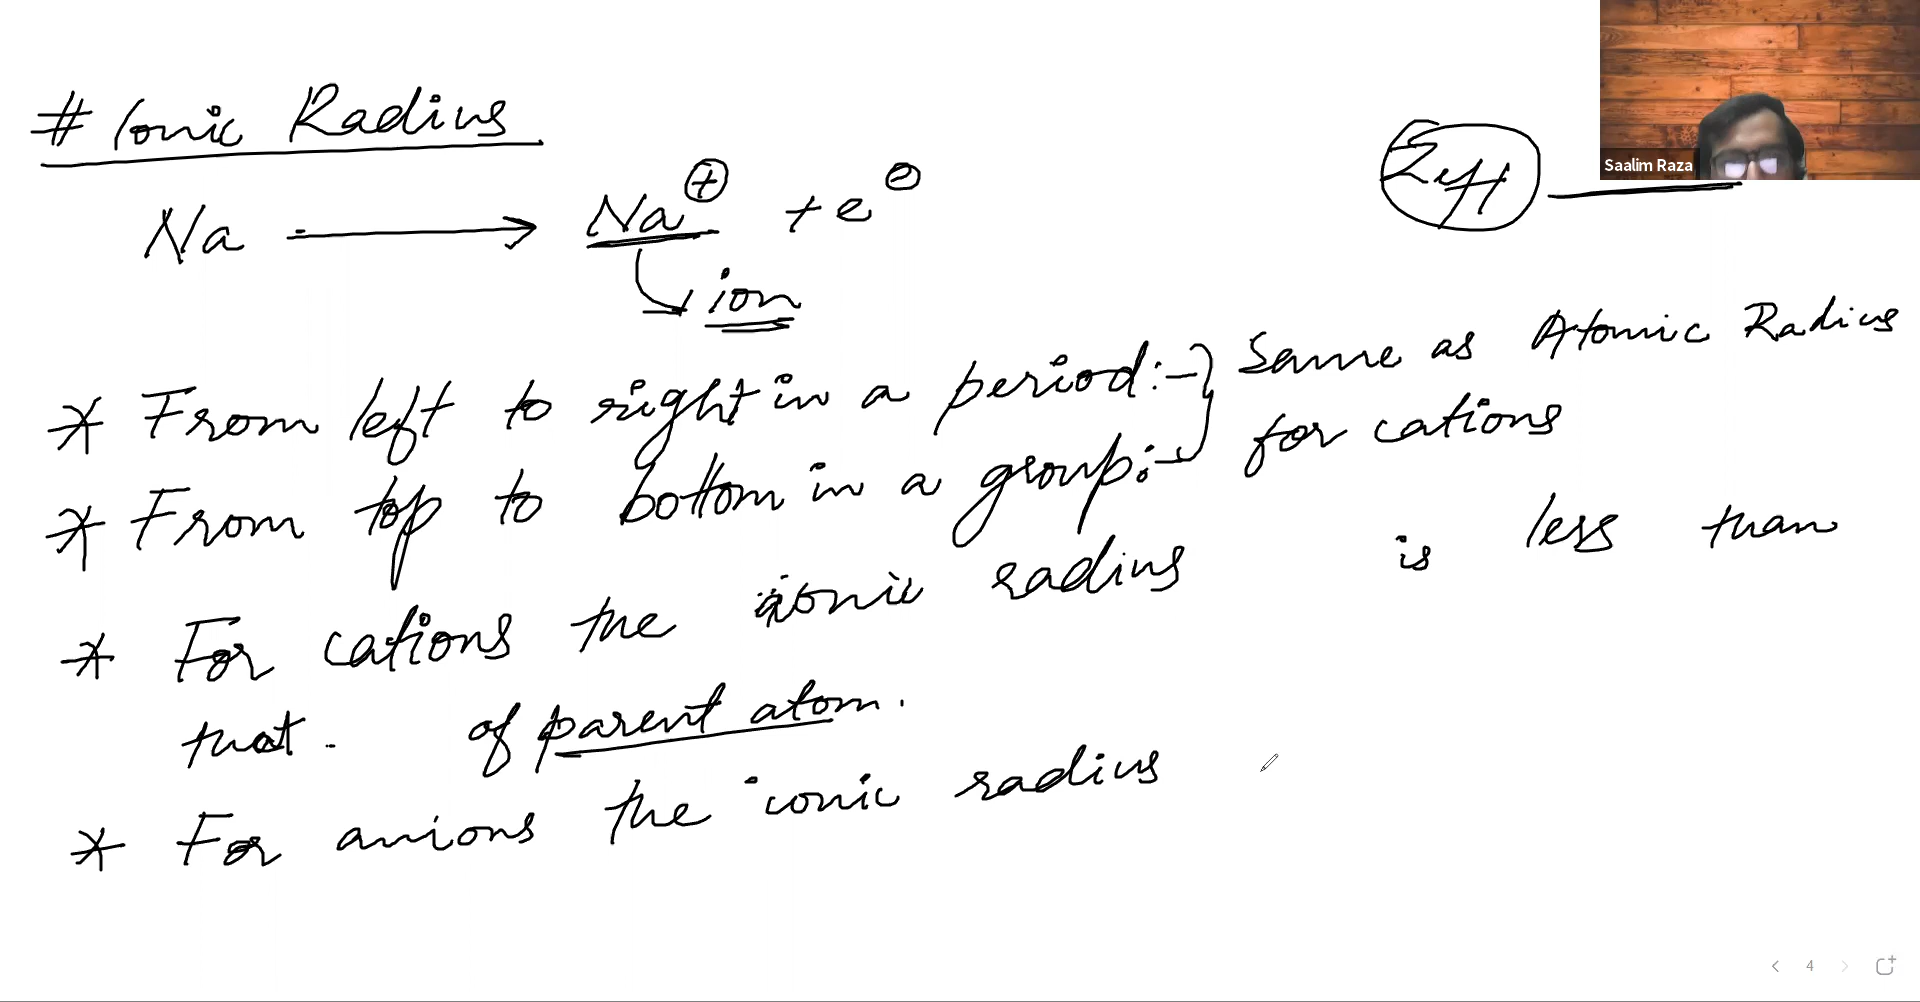 # Ionic Radius
Zeff
Saalim Raza
Na ⟶ Na⊕ + e⊖
ion
* From left to right in a period:- } Same as Atomic Radius
* From top to bottom in a group:- for cations
* For cations the ionic radius is less than
that. of parent atom.
* For anions the ionic radius
4